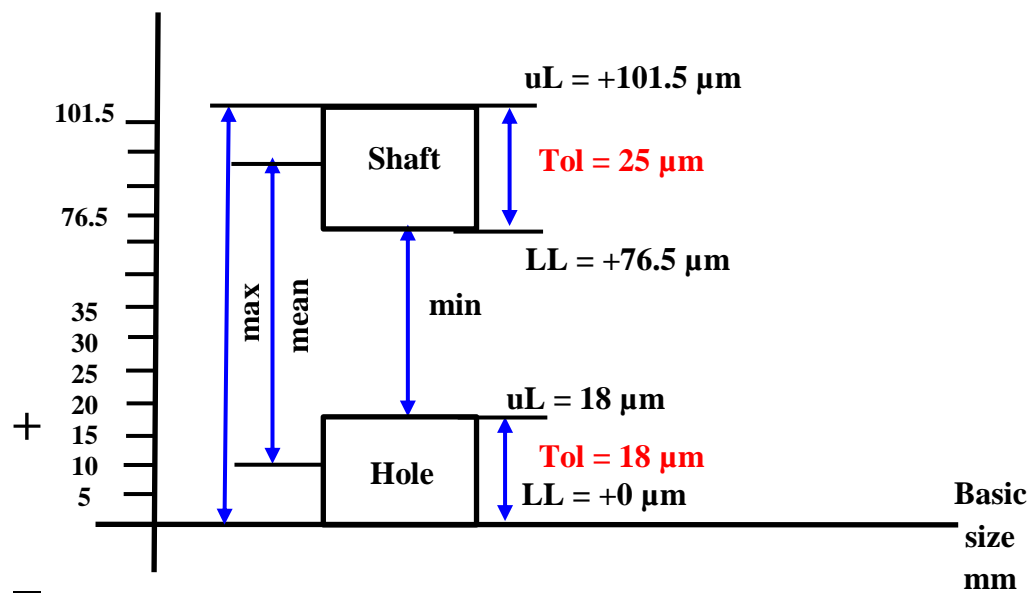 uL = +101.5 µm
101.5
Shaft
Tol = 25 µm
76.5
LL = +76.5 µm
max
mean
min
35
30
25
20
uL = 18 µm
+
15
Tol = 18 µm
10
Hole
5
LL = +0 µm
Basic
size
mm
–